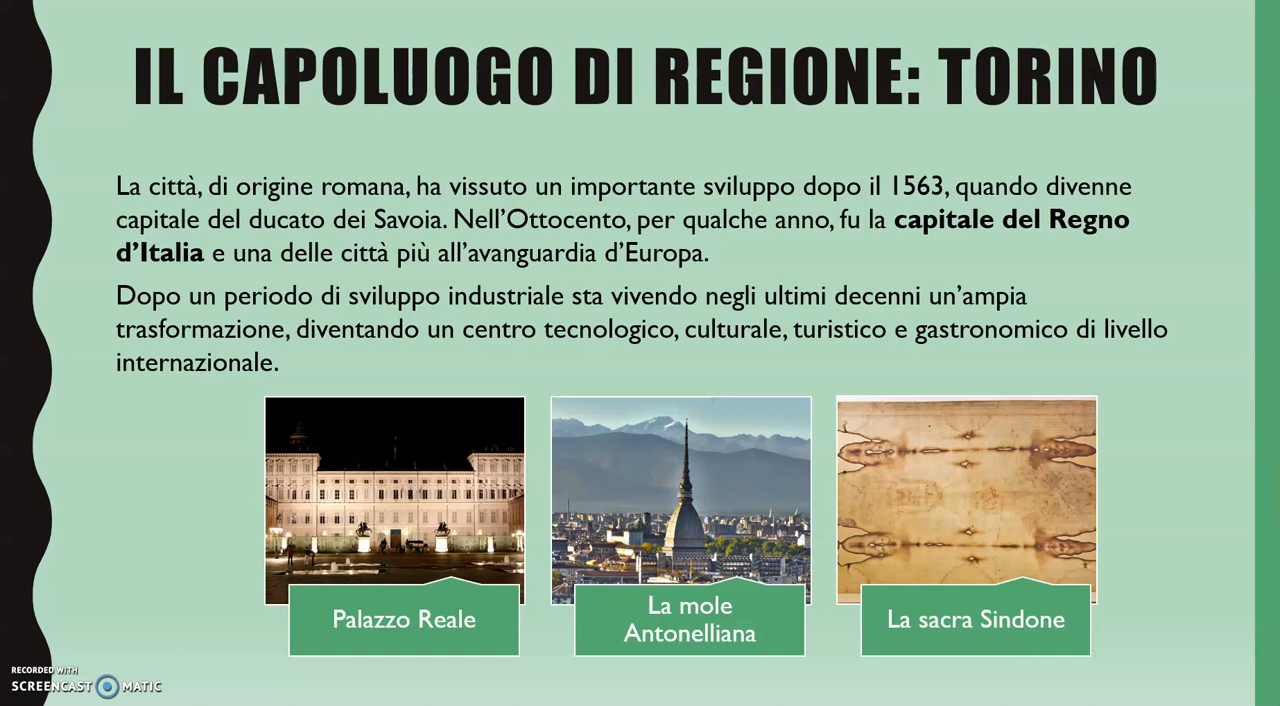 IL CAPOLUOGO DI REGIONE: TORINO
La città, di origine romana, ha vissuto un importante sviluppo dopo il 1563, quando divenne
capitale del ducato dei Savoia. Nell’Ottocento, per qualche anno, fu la capitale del Regno
d’Italia e una delle città più all’avanguardia d’Europa.
Dopo un periodo di sviluppo industriale sta vivendo negli ultimi decenni un’ampia
trasformazione, diventando un centro tecnologico, culturale, turistico e gastronomico di livello
internazionale.
Palazzo Reale
La mole
Antonelliana
La sacra Sindone
RECORDED WITH
SCREENCAST MATIC